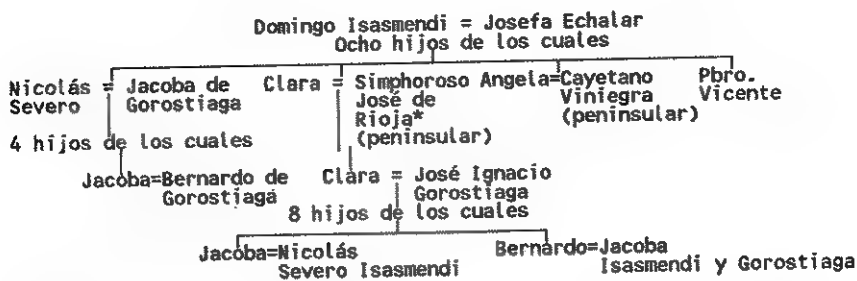 Domingo Isasmendi = Josefa Echalar
Ocho hijos de los cuales
Nicolás = Jacoba de Clara = Simphoroso Angela=Cayetano Pbro.
Severo Gorostiaga José de Viniegra Vicente
Rioja* (peninsular)
4 hijos de los cuales (peninsular)
Jacoba=Bernardo de Clara = José Ignacio
Gorostiaga Gorostiaga
8 hijos de los cuales
Jacoba=Nicolás Bernardo=Jacoba
Severo Isasmendi Isasmendi y Gorostiaga